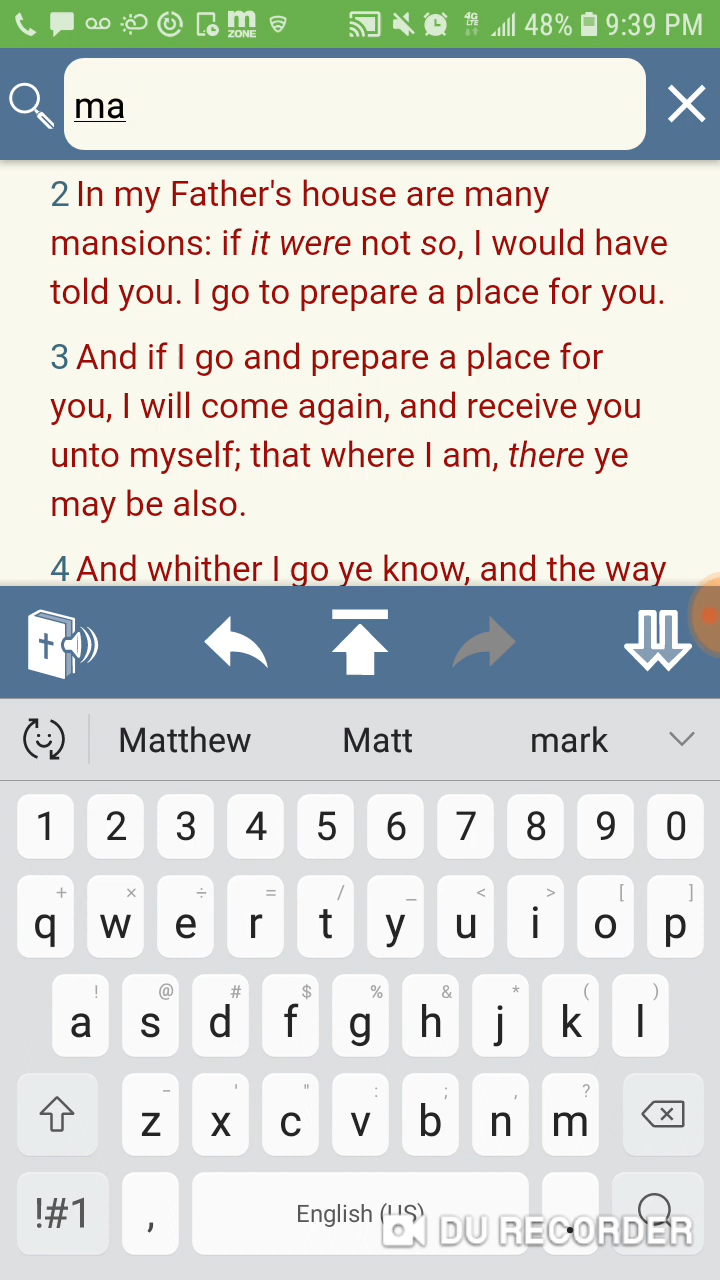 m ZONE 4G LTE 48% 9:39 PM
ma
2 In my Father's house are many
mansions: if it were not so, I would have
told you. I go to prepare a place for you.
3 And if I go and prepare a place for
you, I will come again, and receive you
unto myself; that where I am, there ye
may be also.
4 And whither I go ye know, and the way
Matthew Matt mark
1 2 3 4 5 6 7 8 9 0
+ × ÷ = / _ < > [ ]
q w e r t y u i o p
! @ # $ % & * ( )
a s d f g h j k l
- ' " : ; , ?
z x c v b n m
!#1 , English (US) .
DU RECORDER